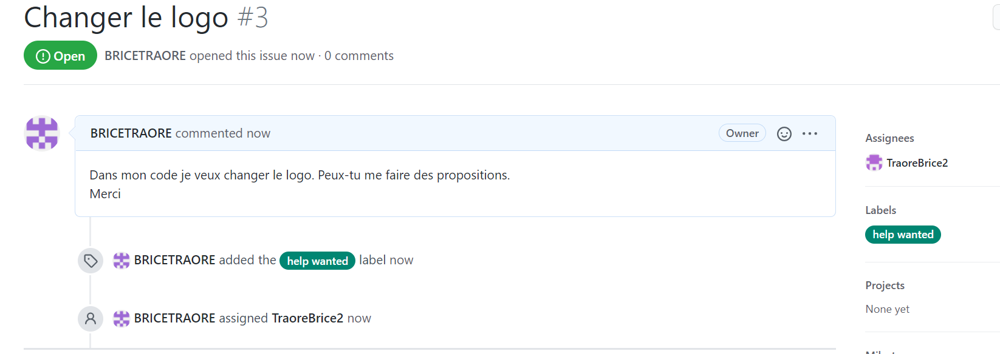 Changer le logo #3
Open
BRICETRAORE opened this issue now · 0 comments
BRICETRAORE commented now
Owner
Dans mon code je veux changer le logo. Peux-tu me faire des propositions.
Merci
BRICETRAORE added the help wanted label now
BRICETRAORE assigned TraoreBrice2 now
Assignees
TraoreBrice2
Labels
help wanted
Projects
None yet